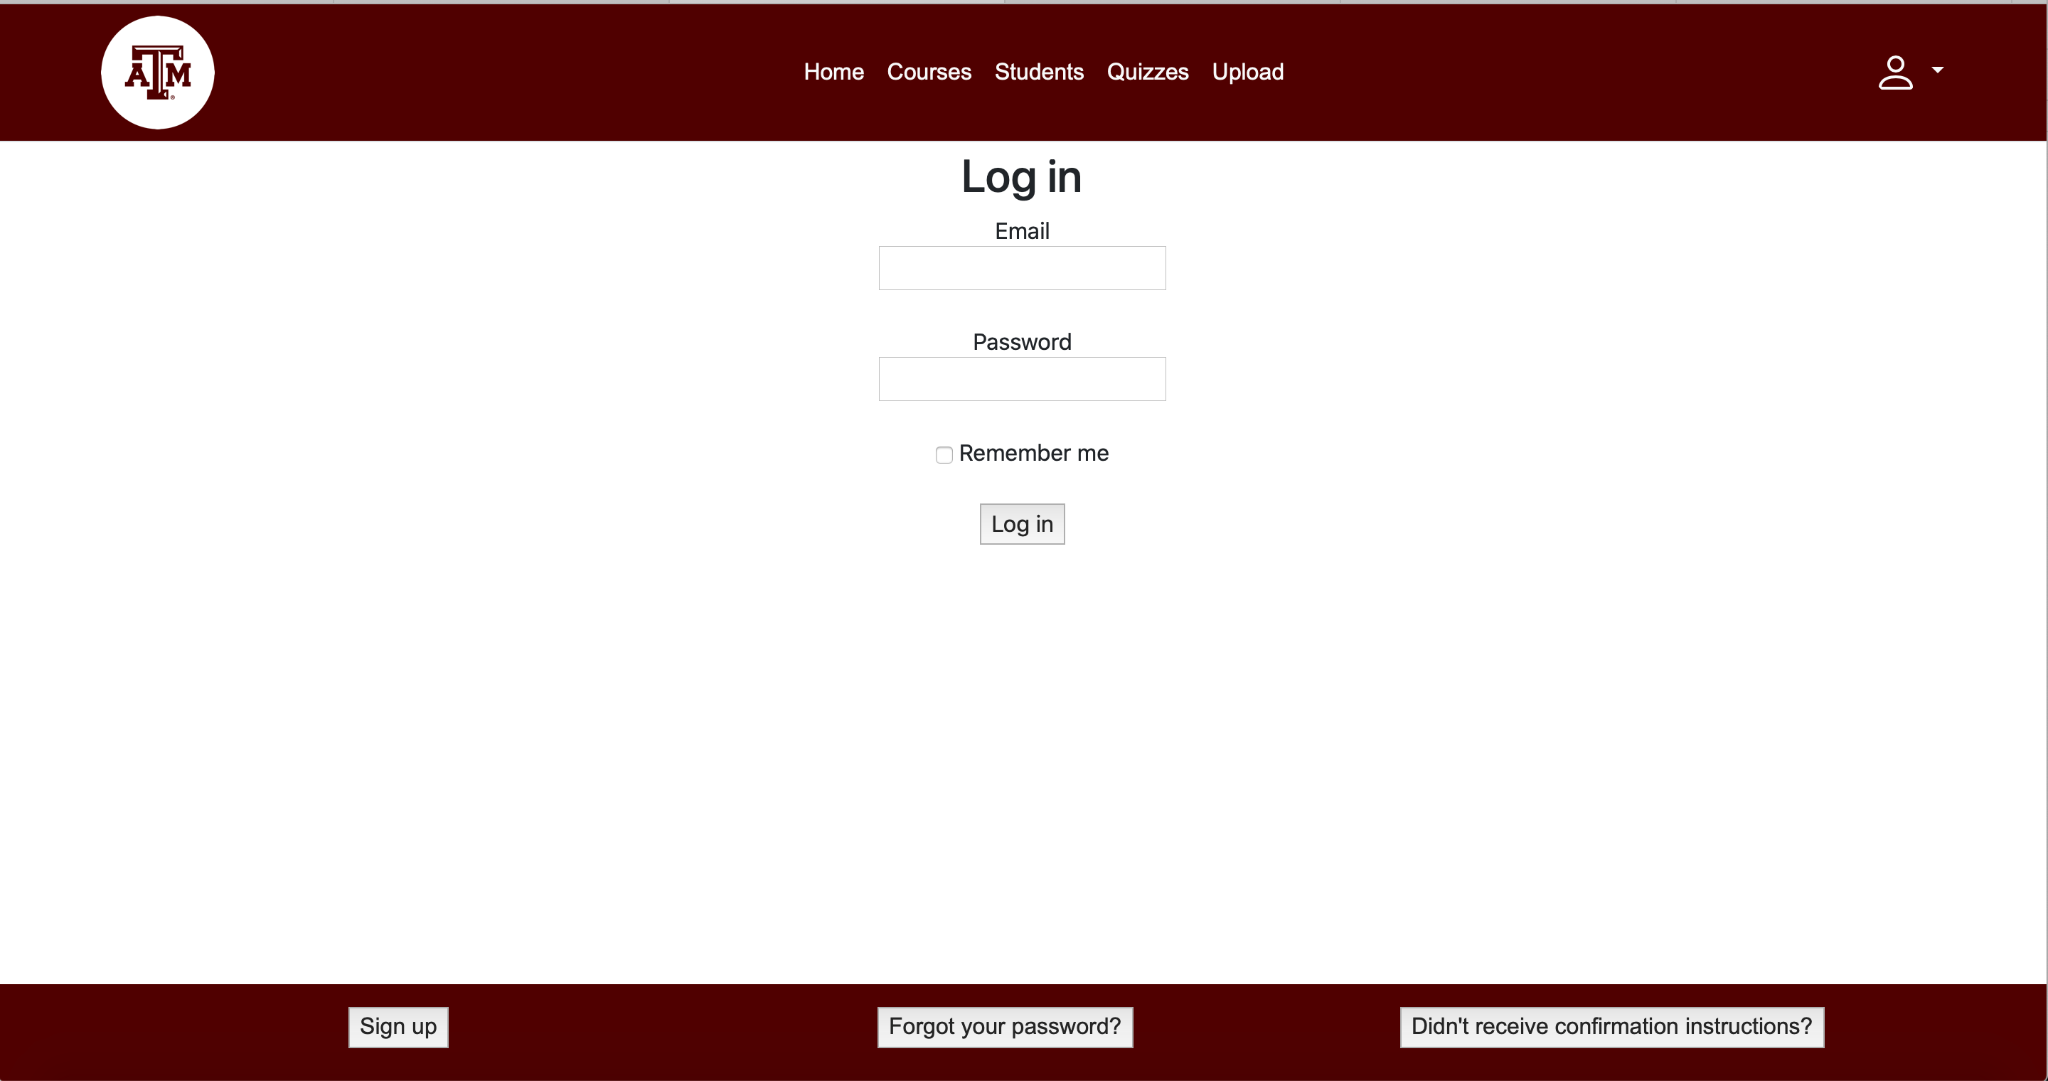 ATM
Home Courses Students Quizzes Upload
Log in
Email
Password
Remember me
Log in
Sign up Forgot your password? Didn't receive confirmation instructions?